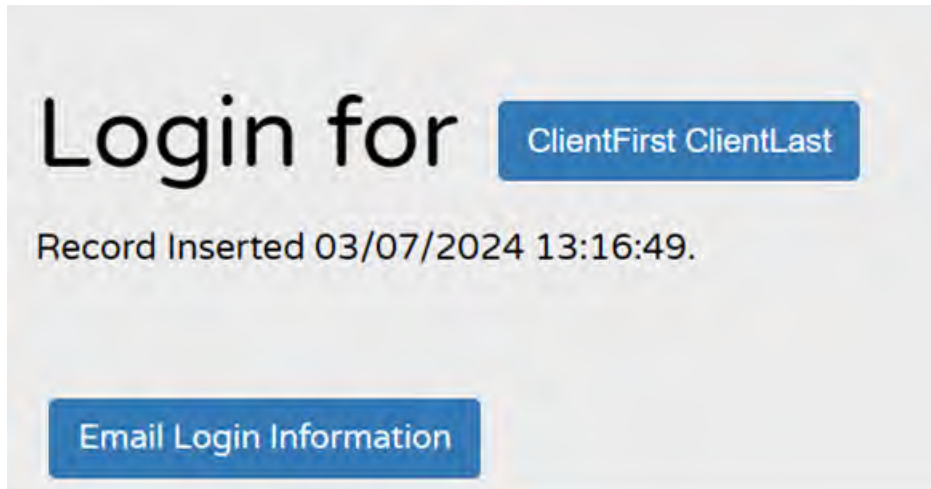 Login for ClientFirst ClientLast
Record Inserted 03/07/2024 13:16:49.
Email Login Information